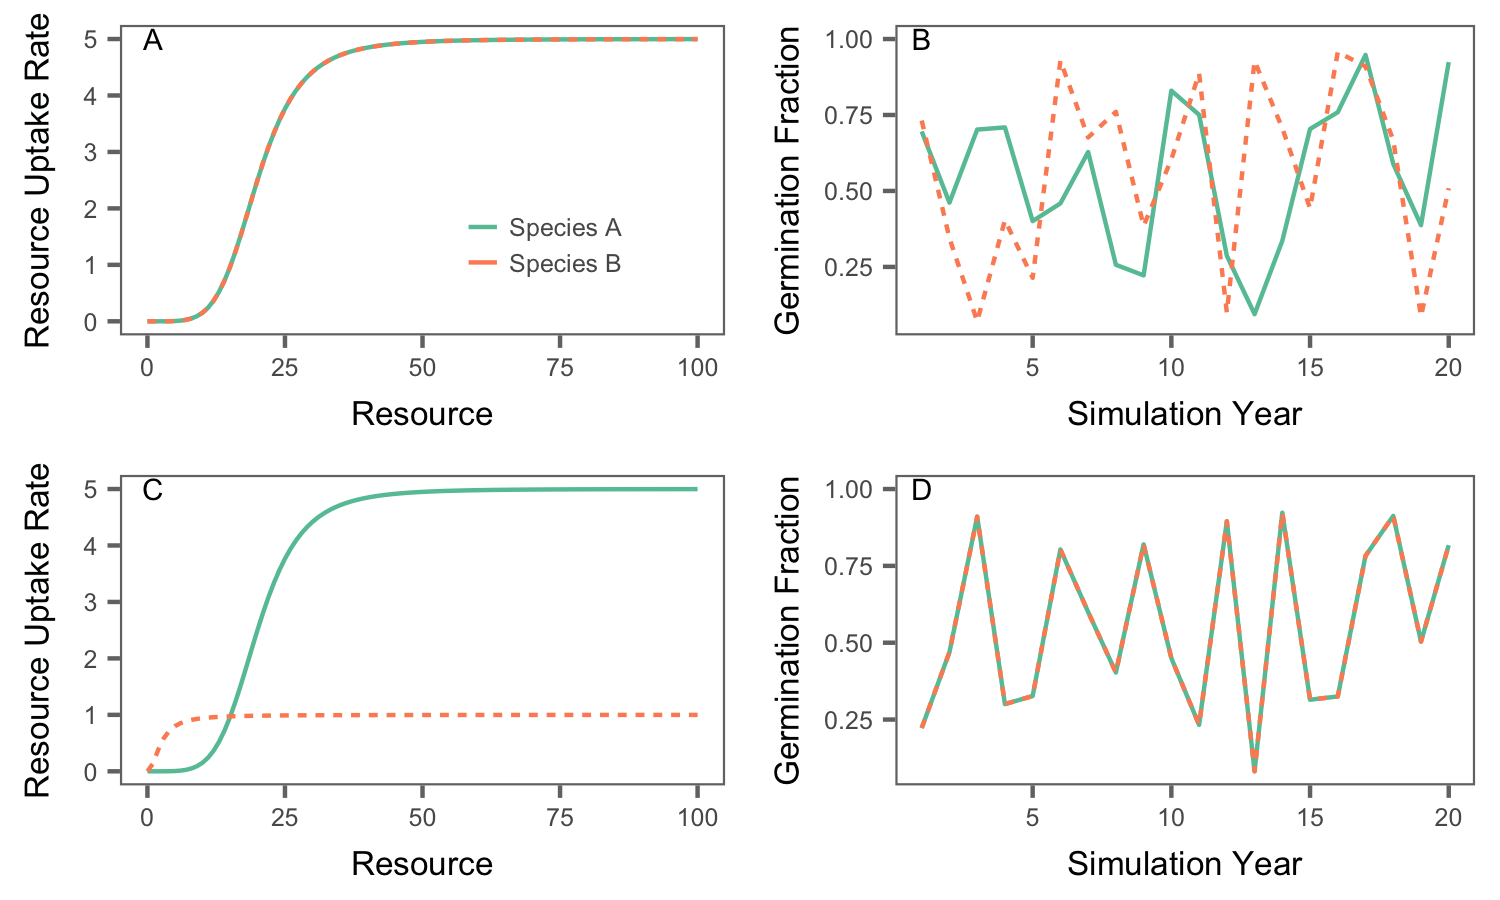 A
Resource Uptake Rate
5
4
3
2
1
0
Species A
Species B
0 25 50 75 100
Resource
B
Germination Fraction
1.00
0.75
0.50
0.25
5 10 15 20
Simulation Year
C
Resource Uptake Rate
5
4
3
2
1
0
0 25 50 75 100
Resource
D
Germination Fraction
1.00
0.75
0.50
0.25
5 10 15 20
Simulation Year